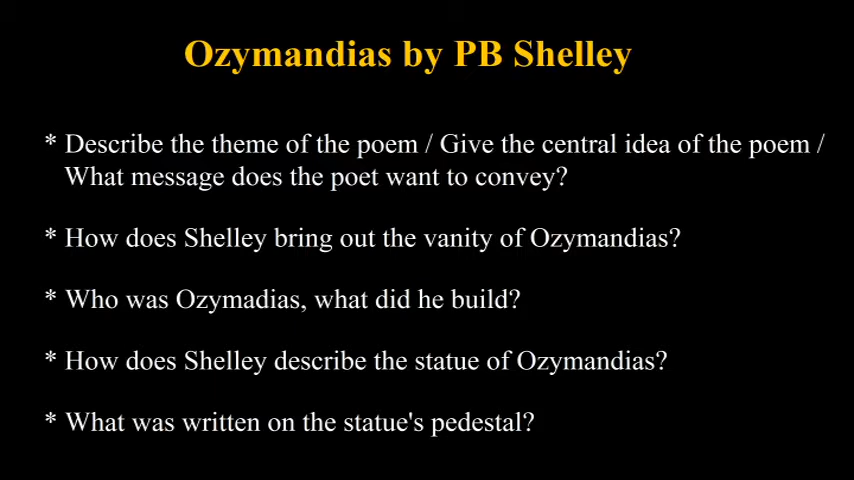 Ozymandias by PB Shelley
* Describe the theme of the poem / Give the central idea of the poem /
What message does the poet want to convey?
* How does Shelley bring out the vanity of Ozymandias?
* Who was Ozymadias, what did he build?
* How does Shelley describe the statue of Ozymandias?
* What was written on the statue's pedestal?